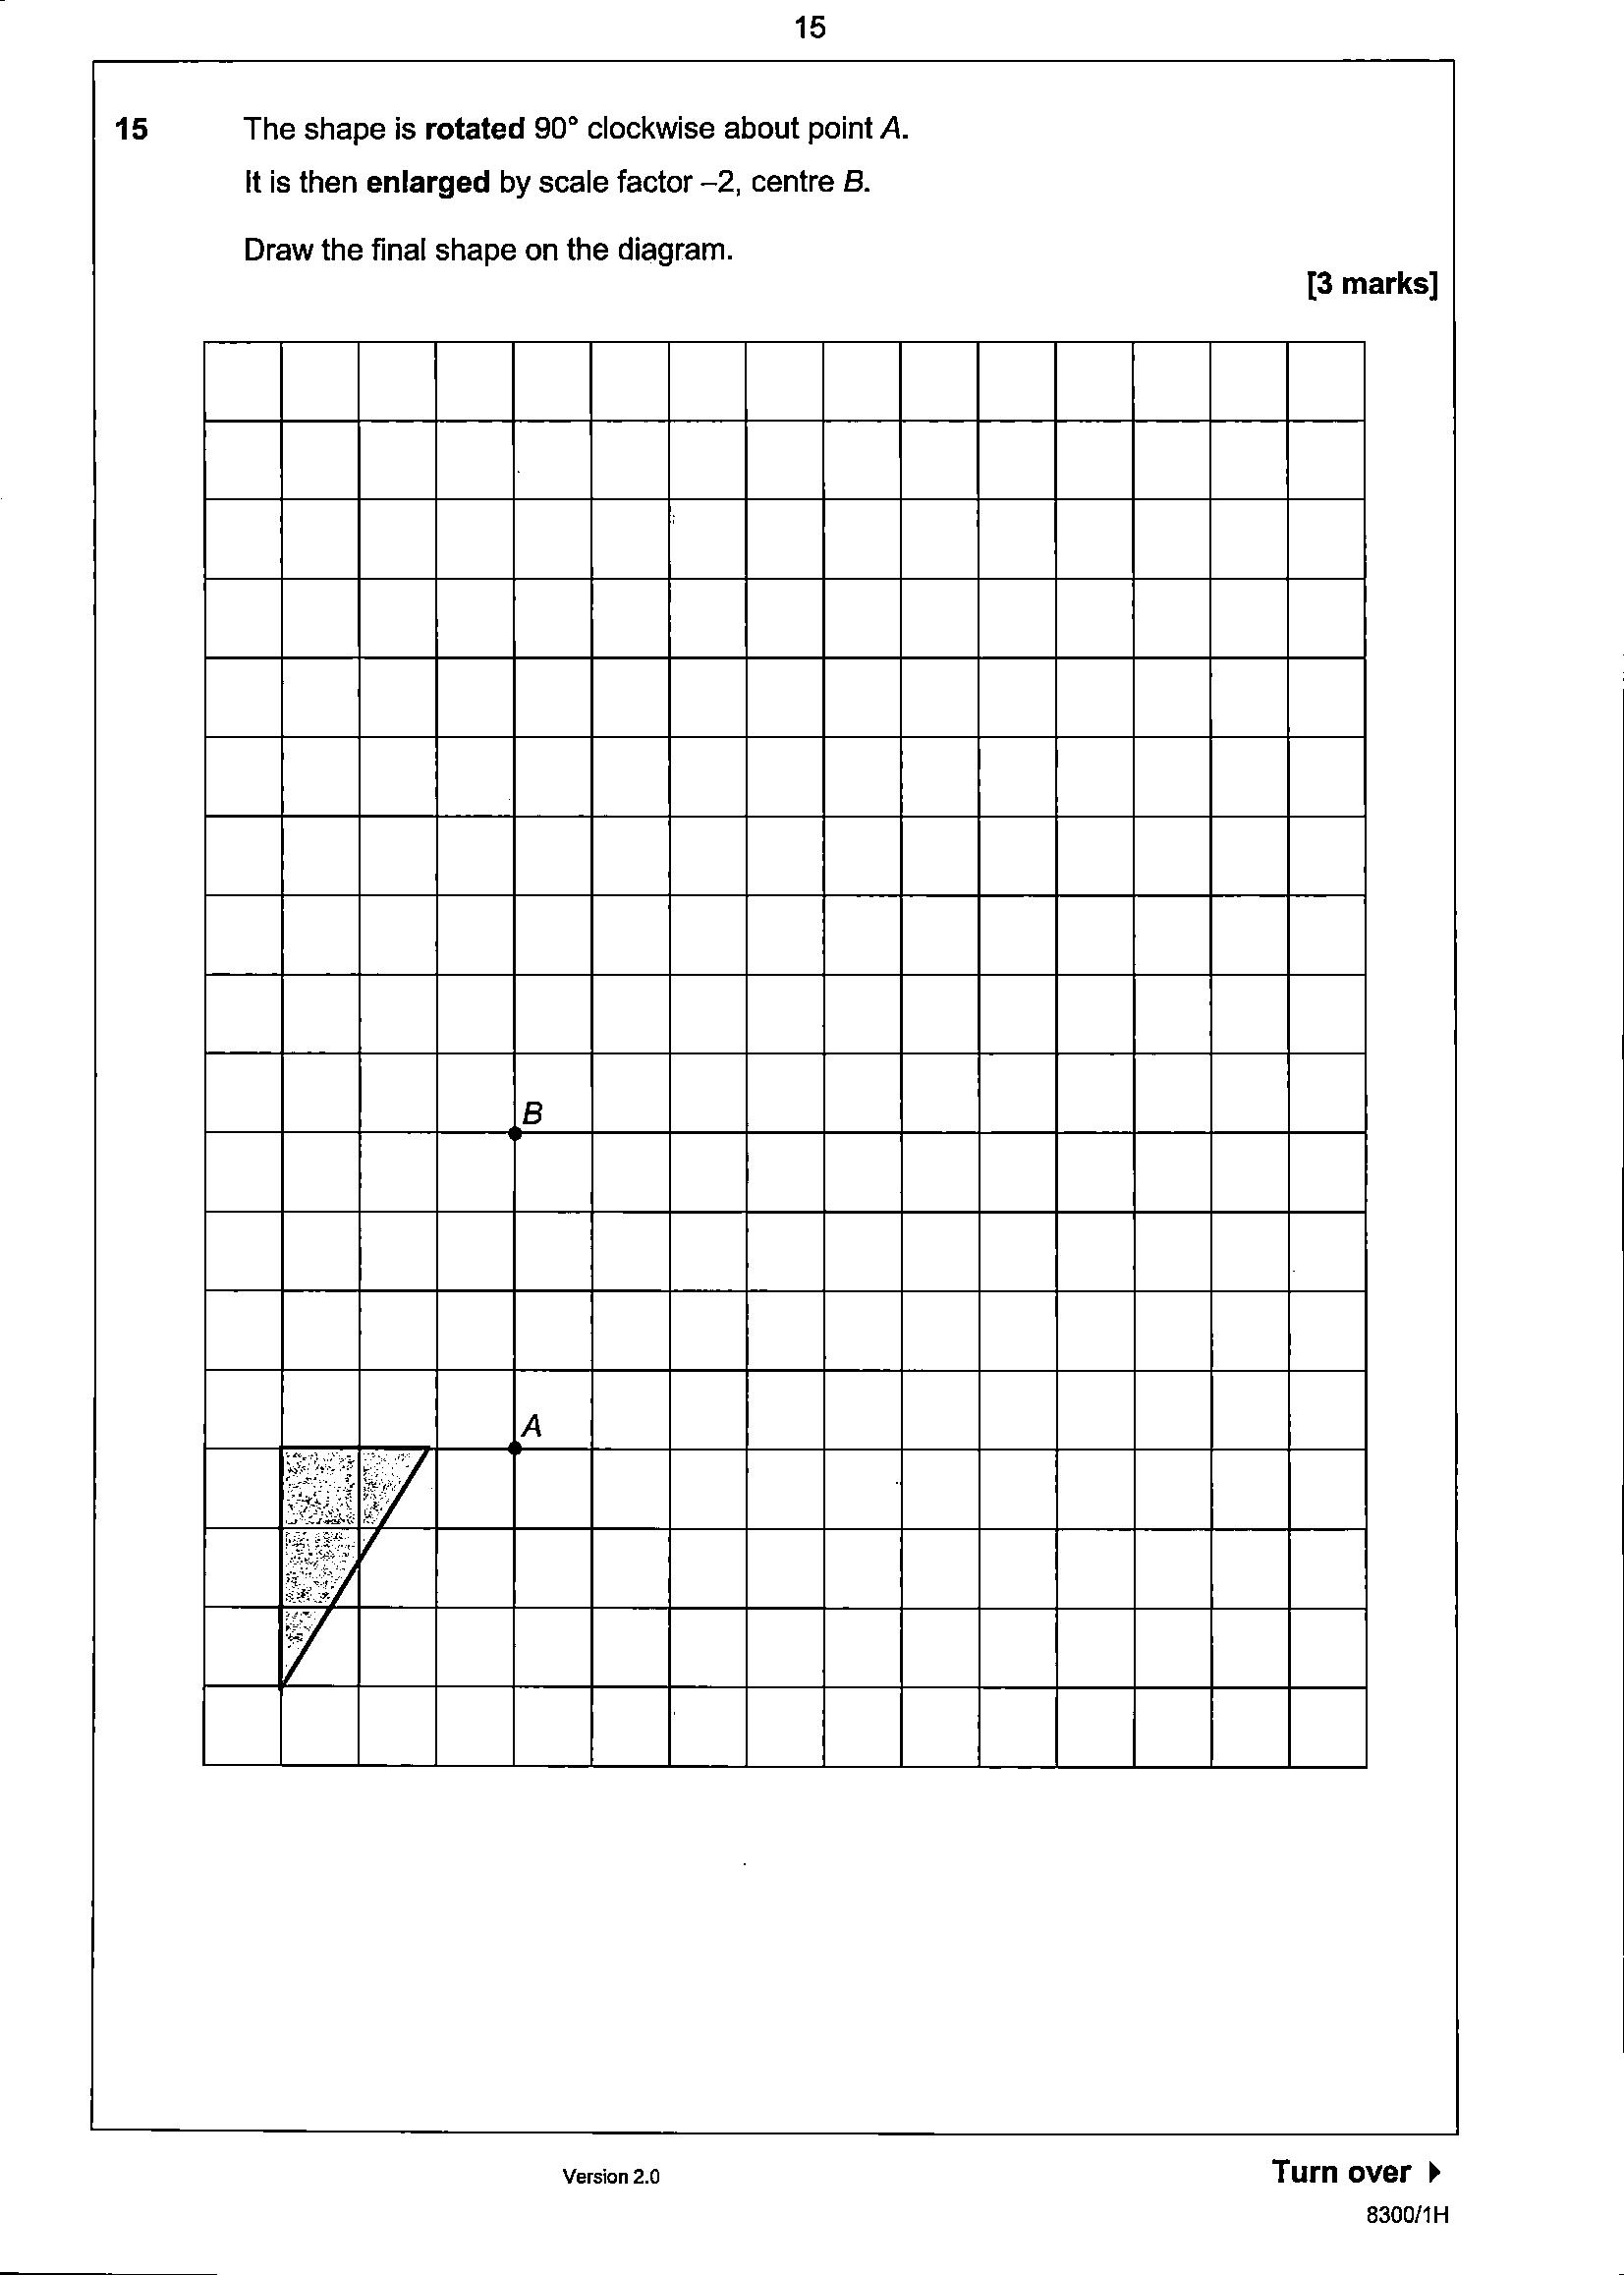 15
15 The shape is rotated 90° clockwise about point A.
It is then enlarged by scale factor –2, centre B.
Draw the final shape on the diagram.
[3 marks]
B
A
Version 2.0
Turn over
8300/1H